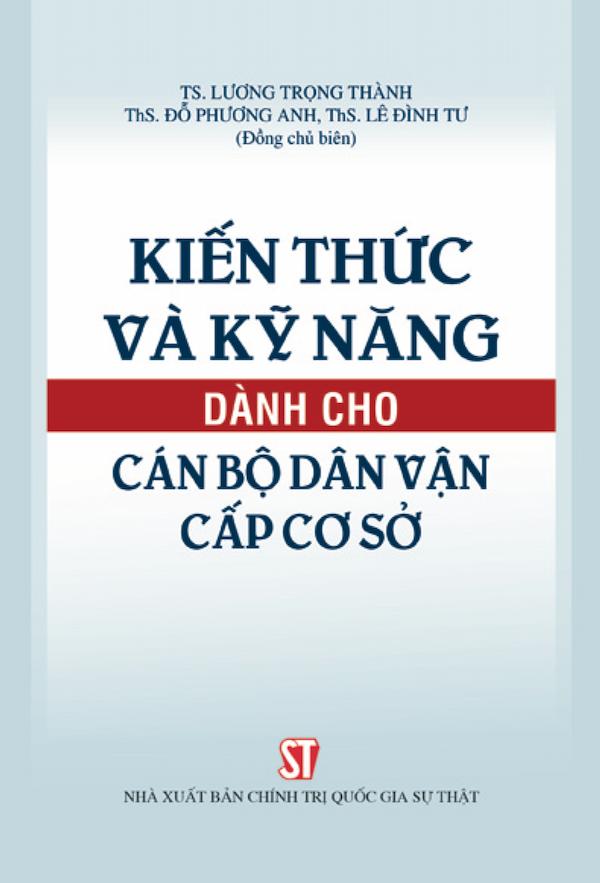 TS. LƯƠNG TRỌNG THÀNH
ThS. ĐỖ PHƯƠNG ANH, ThS. LÊ ĐÌNH TƯ
(Đồng chủ biên)
KIẾN THỨC
VÀ KỸ NĂNG
DÀNH CHO
CÁN BỘ DÂN VẬN
CẤP CƠ SỞ
ST
NHÀ XUẤT BẢN CHÍNH TRỊ QUỐC GIA SỰ THẬT